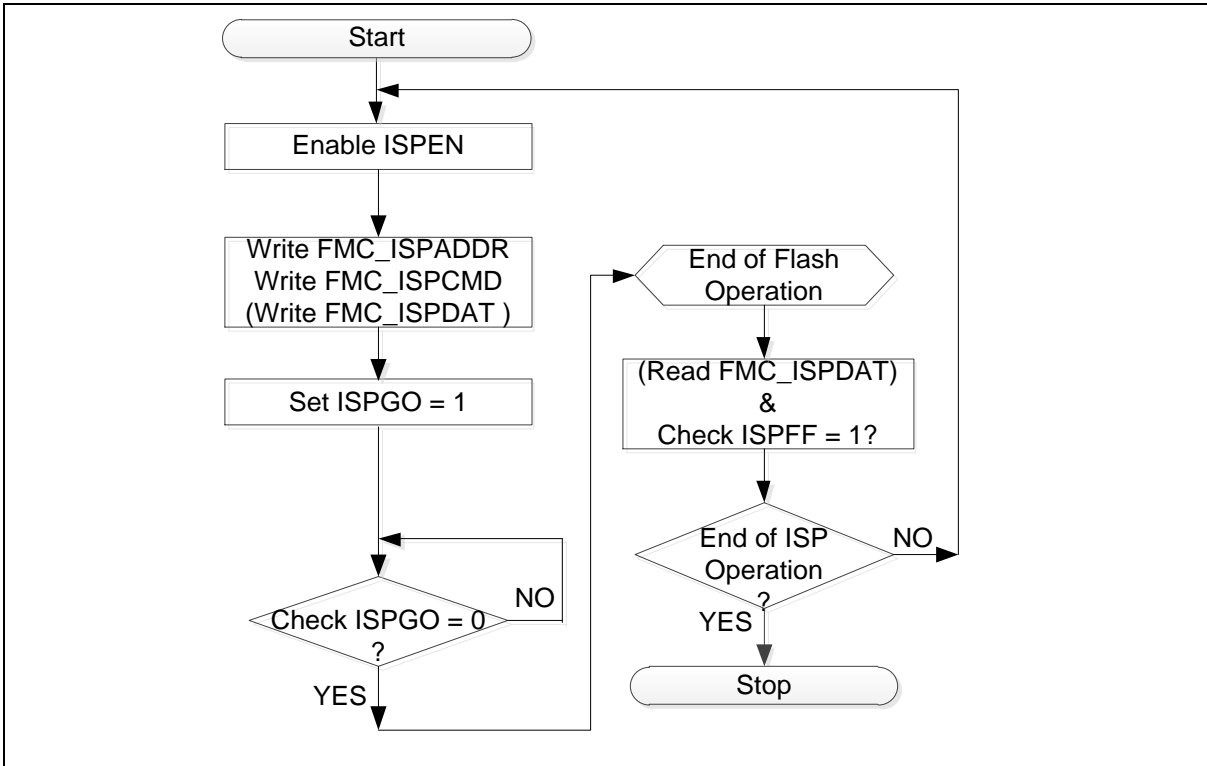 Start
Enable ISPEN
Write FMC_ISPADDR
Write FMC_ISPCMD
(Write FMC_ISPDAT )
Set ISPGO = 1
NO
Check ISPGO = 0
?
YES
End of Flash
Operation
(Read FMC_ISPDAT)
&
Check ISPFF = 1?
End of ISP
Operation
?
NO
YES
Stop